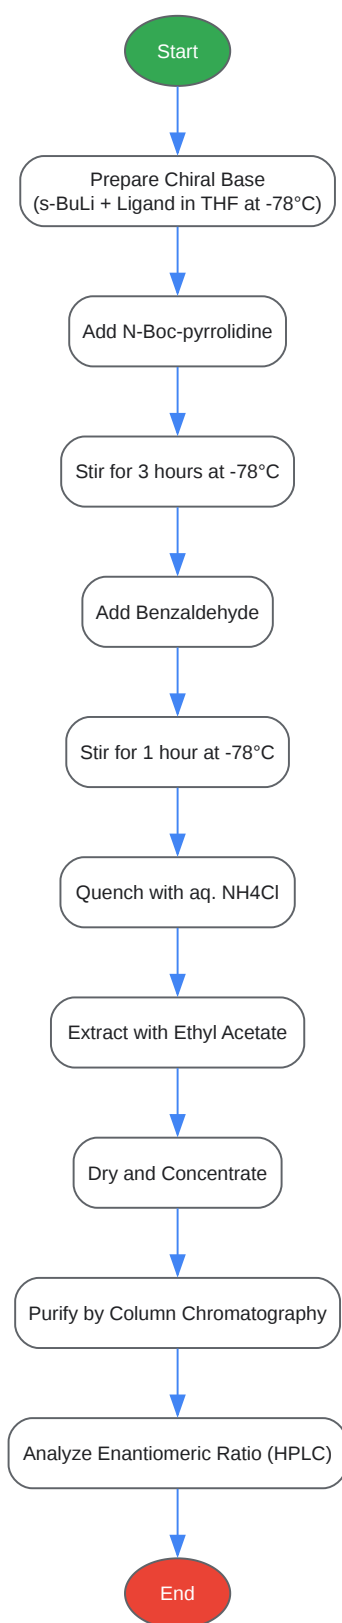 Start
Prepare Chiral Base
(s-BuLi + Ligand in THF at -78°C)
Add N-Boc-pyrrolidine
Stir for 3 hours at -78°C
Add Benzaldehyde
Stir for 1 hour at -78°C
Quench with aq. NH4Cl
Extract with Ethyl Acetate
Dry and Concentrate
Purify by Column Chromatography
Analyze Enantiomeric Ratio (HPLC)
End